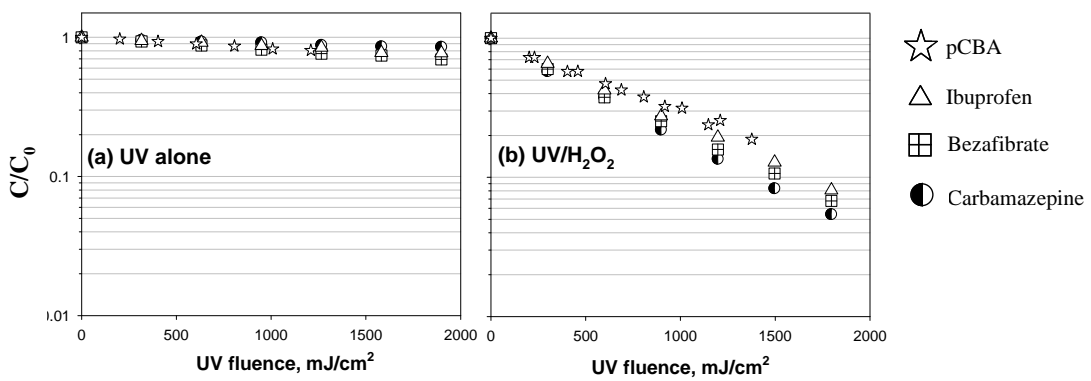 1
0.1
0.01
C/C0
(a) UV alone
0 500 1000 1500 2000
UV fluence, mJ/cm²
(b) UV/H₂O₂
0 500 1000 1500 2000
UV fluence, mJ/cm²
pCBA
Ibuprofen
Bezafibrate
Carbamazepine